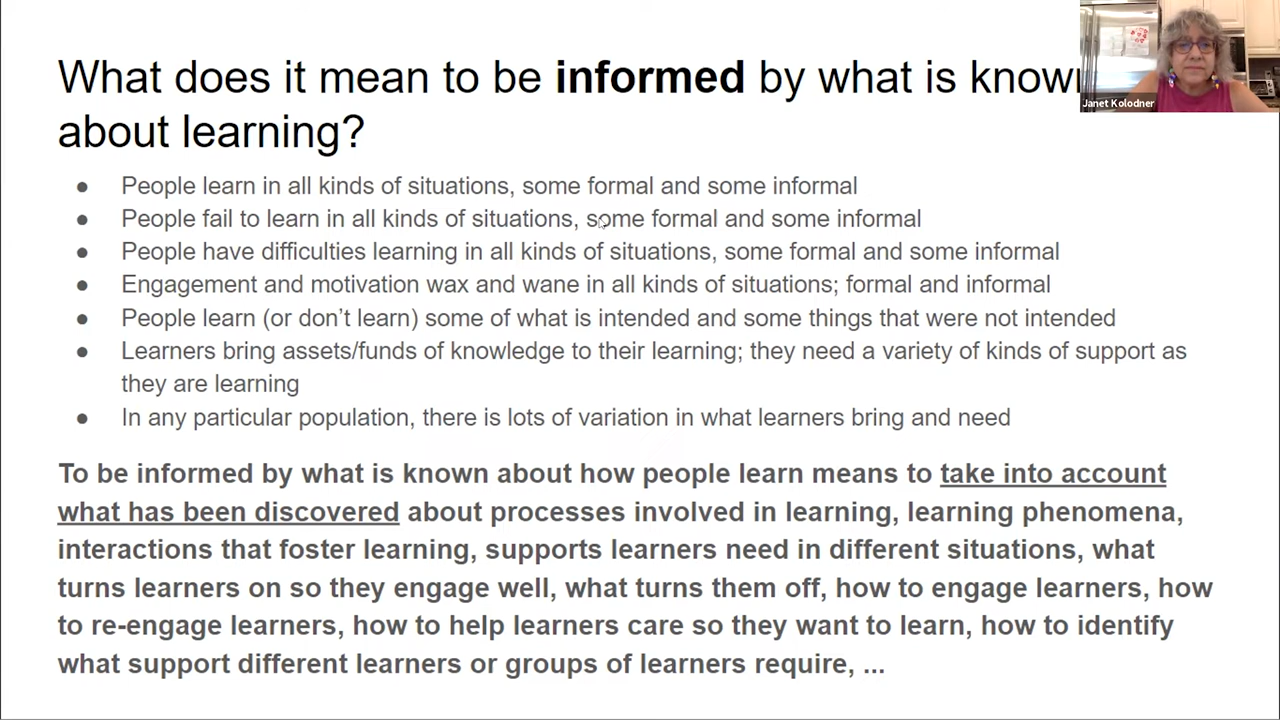 What does it mean to be informed by what is known
about learning?
Janet Kolodner
● People learn in all kinds of situations, some formal and some informal
● People fail to learn in all kinds of situations, some formal and some informal
● People have difficulties learning in all kinds of situations, some formal and some informal
● Engagement and motivation wax and wane in all kinds of situations; formal and informal
● People learn (or don’t learn) some of what is intended and some things that were not intended
● Learners bring assets/funds of knowledge to their learning; they need a variety of kinds of support as
they are learning
● In any particular population, there is lots of variation in what learners bring and need
To be informed by what is known about how people learn means to take into account
what has been discovered about processes involved in learning, learning phenomena,
interactions that foster learning, supports learners need in different situations, what
turns learners on so they engage well, what turns them off, how to engage learners, how
to re-engage learners, how to help learners care so they want to learn, how to identify
what support different learners or groups of learners require, ...